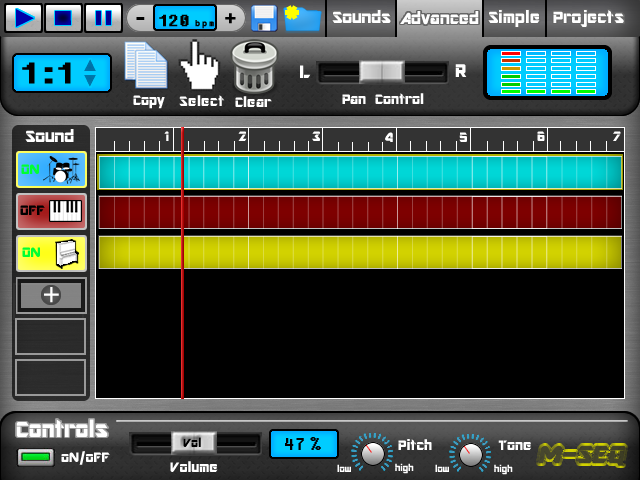 - 120 bpm +
Sounds Advanced Simple Projects
1:1
Copy Select Clear
L R
Pan Control
Sound
1 2 3 4 5 6 7
ON
OFF
ON
+
Controls
ON/OFF
Vol
Volume
47%
Pitch
low high
Tone
low high
M-SEQ